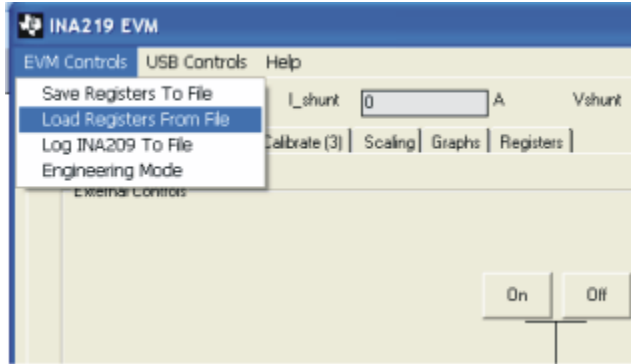 INA219 EVM
EVM Controls USB Controls Help
Save Registers To File
Load Registers From File
Log INA209 To File
Engineering Mode
I_shunt 0 A Vshunt
Calibrate (3) Scaling Graphs Registers
External Controls
On Off